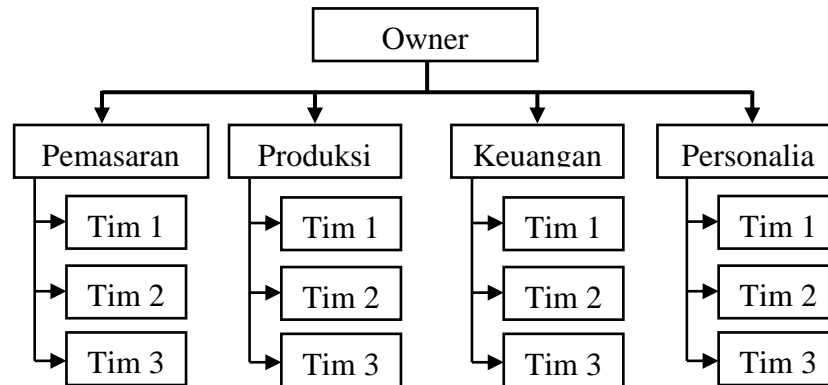 Owner
Pemasaran
Produksi
Keuangan
Personalia
Tim 1
Tim 1
Tim 1
Tim 1
Tim 2
Tim 2
Tim 2
Tim 2
Tim 3
Tim 3
Tim 3
Tim 3